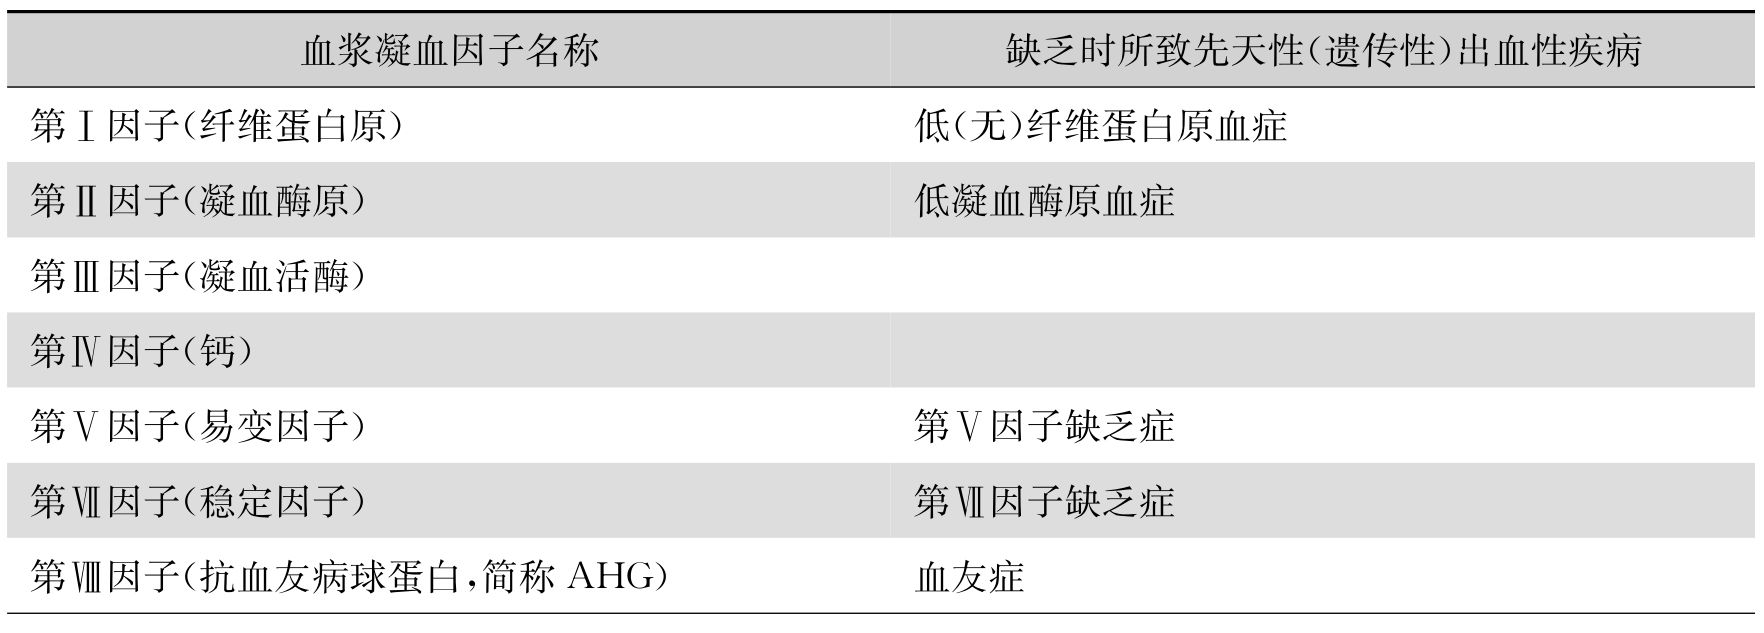 血浆凝血因子名称 缺乏时所致先天性(遗传性)出血性疾病
第Ⅰ因子(纤维蛋白原) 低(无)纤维蛋白原血症
第Ⅱ因子(凝血酶原) 低凝血酶原血症
第Ⅲ因子(凝血活酶)
第Ⅳ因子(钙)
第Ⅴ因子(易变因子) 第Ⅴ因子缺乏症
第Ⅶ因子(稳定因子) 第Ⅶ因子缺乏症
第Ⅷ因子(抗血友病球蛋白,简称 AHG) 血友症